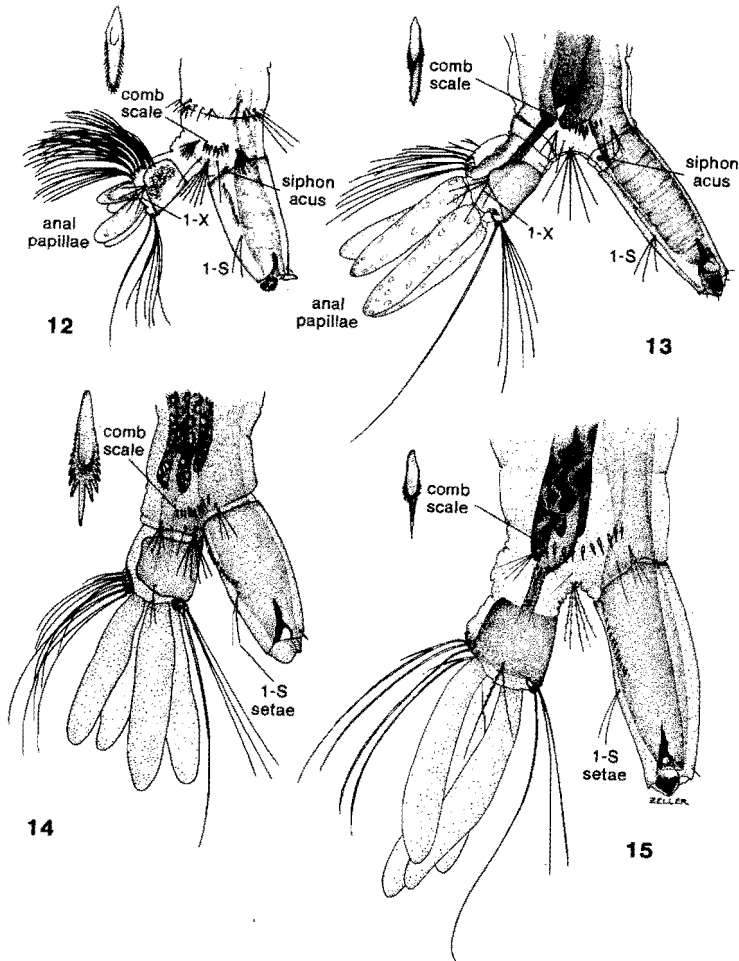 comb
scale
siphon
acus
1-X
anal
papillae
1-S
12
comb
scale
siphon
acus
1-X
1-S
anal
papillae
13
comb
scale
1-S
setae
14
comb
scale
1-S
setae
ZELLER
15